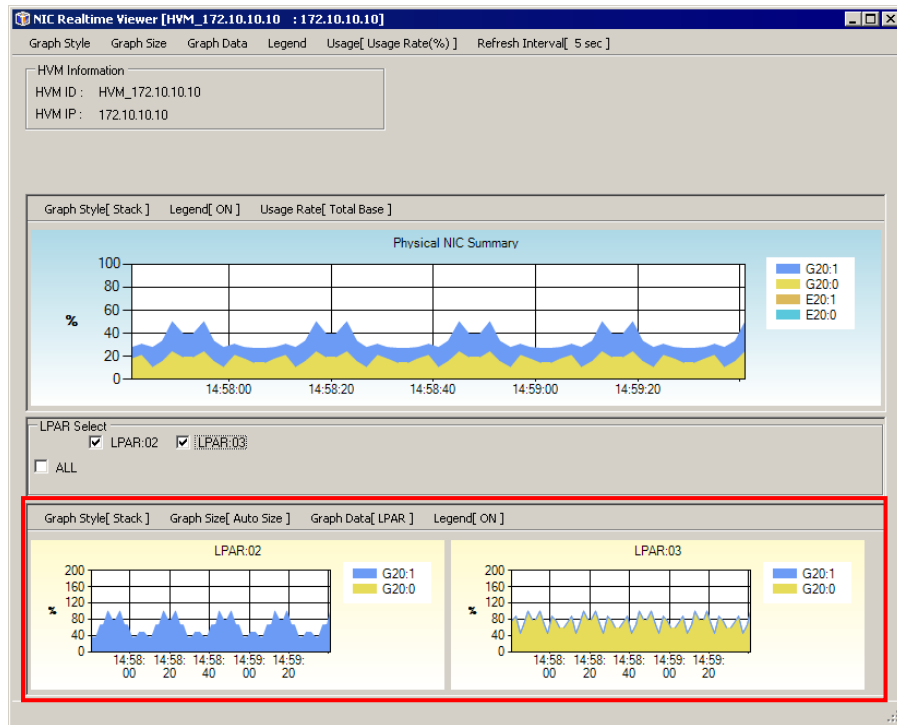 NIC Realtime Viewer [HVM_172.10.10.10 : 172.10.10.10]
Graph Style Graph Size Graph Data Legend Usage[ Usage Rate(%) ] Refresh Interval[ 5 sec ]
HVM Information
HVM ID : HVM_172.10.10.10
HVM IP : 172.10.10.10
Graph Style[ Stack ] Legend[ ON ] Usage Rate[ Total Base ]
Physical NIC Summary
100
80
60
%
40
20
0
14:58:00 14:58:20 14:58:40 14:59:00 14:59:20
G20:1
G20:0
E20:1
E20:0
LPAR Select
LPAR:02 LPAR:03
ALL
Graph Style[ Stack ] Graph Size[ Auto Size ] Graph Data[ LPAR ] Legend[ ON ]
LPAR:02
200
160
120
%
80
40
0
14:58: 14:58: 14:58: 14:59: 14:59:
00 20 40 00 20
G20:1
G20:0
LPAR:03
200
160
120
%
80
40
0
14:58: 14:58: 14:58: 14:59: 14:59:
00 20 40 00 20
G20:1
G20:0